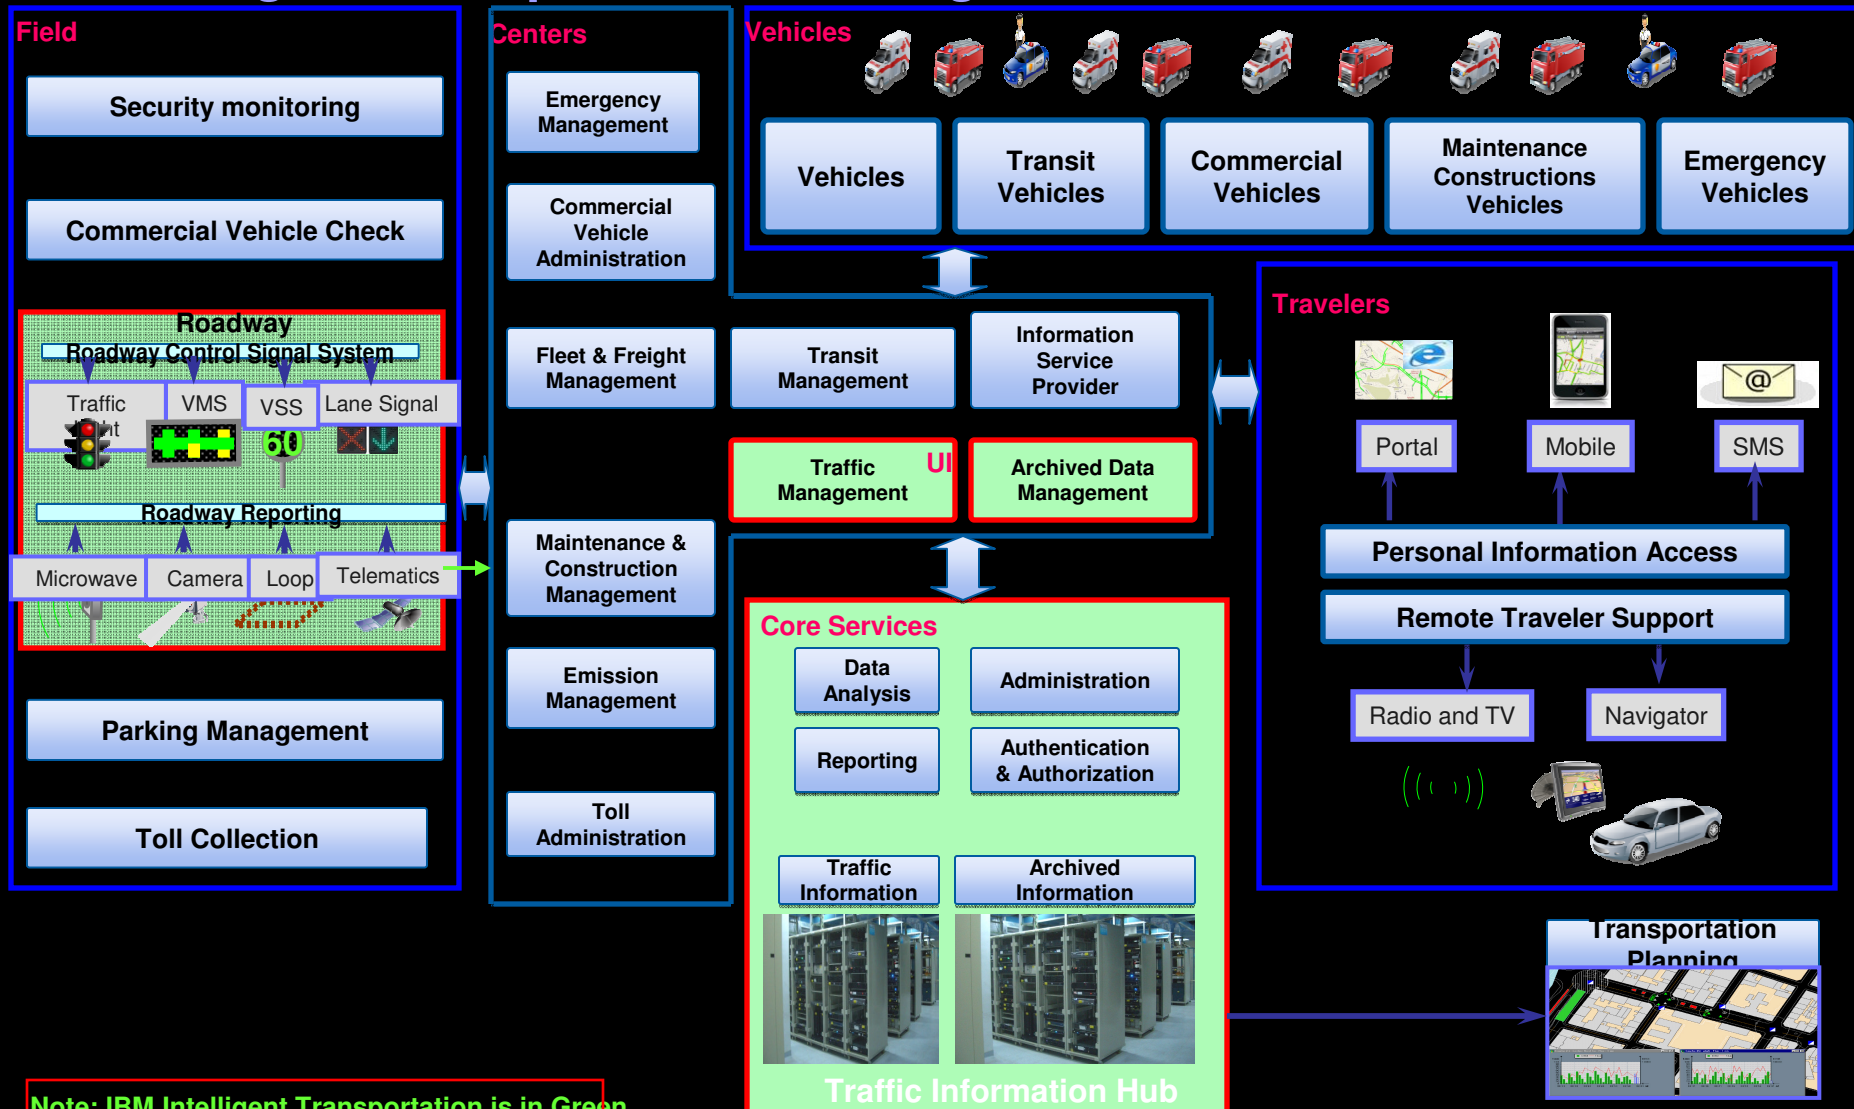 Field
Security monitoring
Commercial Vehicle Check
Roadway
Roadway Control Signal System
Traffic
VMS
VSS
Lane Signal
60
Roadway Reporting
Microwave
Camera
Loop
Telematics
Parking Management
Toll Collection
Centers
Emergency
Management
Commercial
Vehicle
Administration
Fleet & Freight
Management
Transit
Management
Information
Service
Provider
Traffic
Management
UI
Archived Data
Management
Maintenance &
Construction
Management
Emission
Management
Toll
Administration
Vehicles
Vehicles
Transit
Vehicles
Commercial
Vehicles
Maintenance
Constructions
Vehicles
Emergency
Vehicles
Travelers
@
Portal
Mobile
SMS
Personal Information Access
Remote Traveler Support
Radio and TV
Navigator
Core Services
Data
Analysis
Administration
Reporting
Authentication
& Authorization
Traffic
Information
Archived
Information
Traffic Information Hub
Transportation
Planning
Note: IBM Intelligent Transportation is in Green